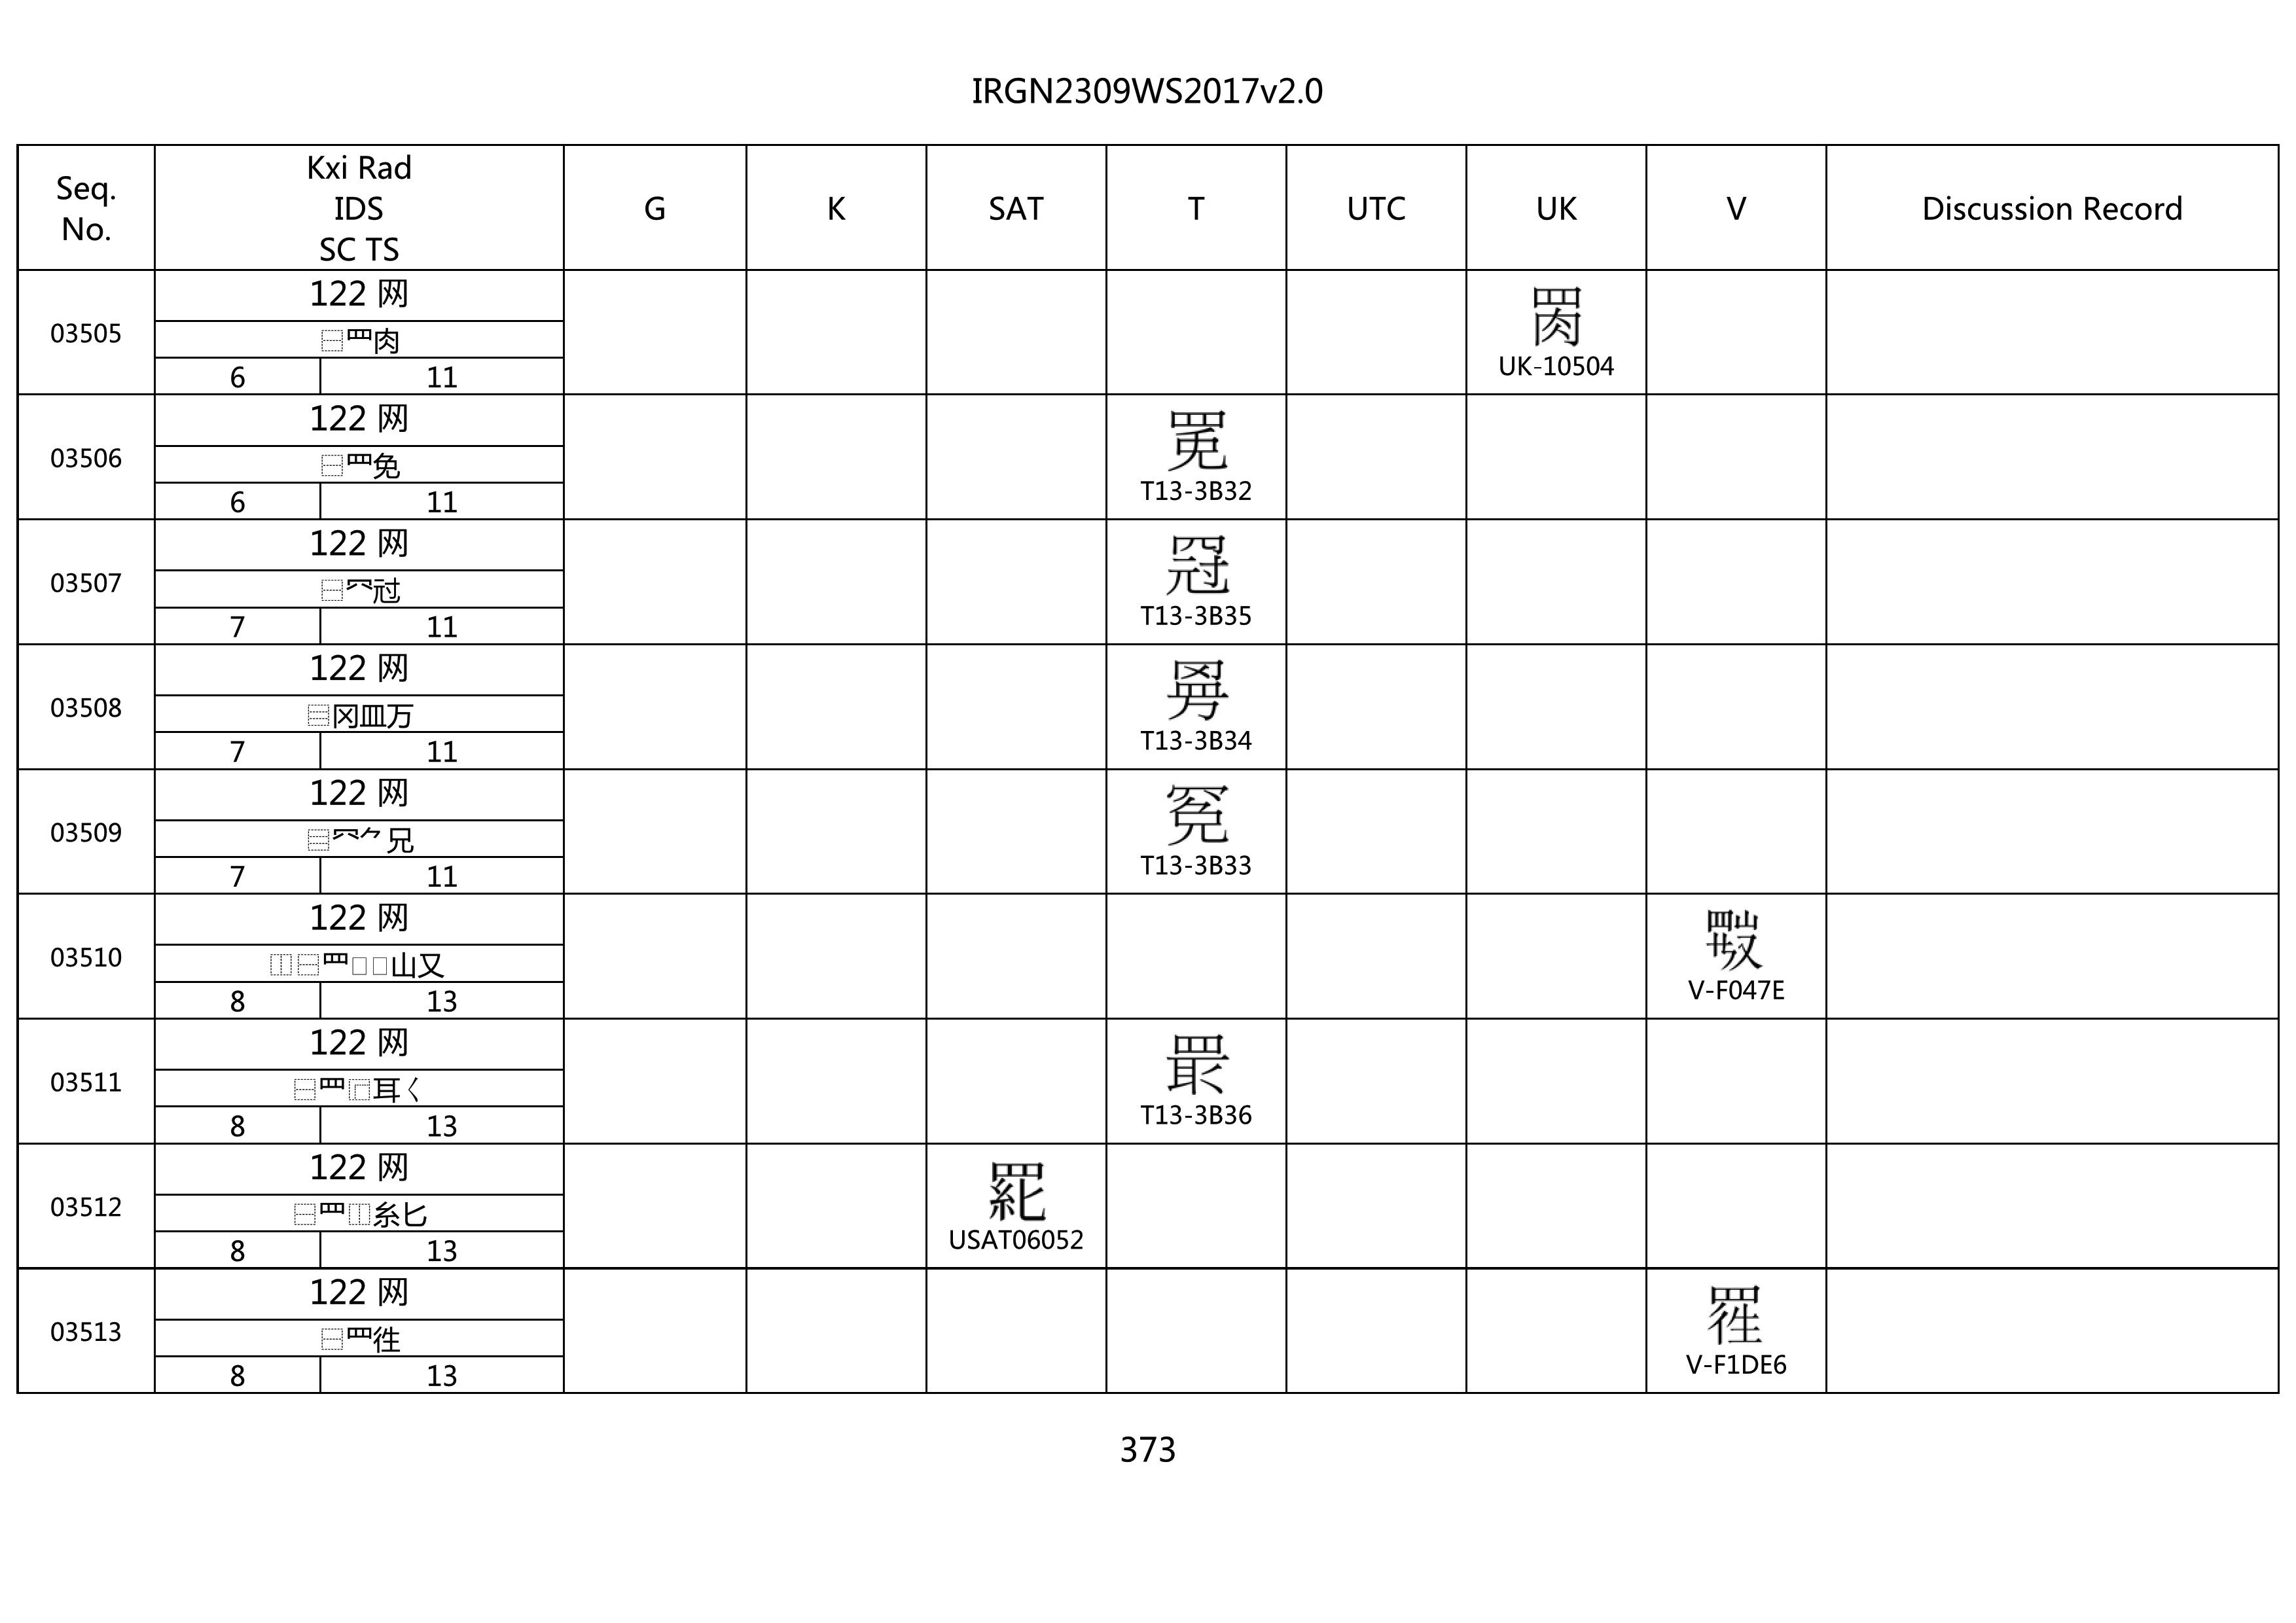 IRGN2309WS2017v2.0
Seq. No.
Kxi Rad
IDS
SC TS
G K SAT T UTC UK V Discussion Record
03505
122 网
⿱罒肉
6 11
UK-10504
03506
122 网
⿱罒免
6 11
T13-3B32
03507
122 网
⿱㓁冠
7 11
T13-3B35
03508
122 网
⿳冈皿万
7 11
T13-3B34
03509
122 网
⿳㓁⺈兄
7 11
T13-3B33
03510
122 网
⿰⿱罒□□山又
8 13
V-F047E
03511
122 网
⿱罒⿹耳く
8 13
T13-3B36
03512
122 网
⿱罒⿰糸匕
8 13
USAT06052
03513
122 网
⿱罒徃
8 13
V-F1DE6
373